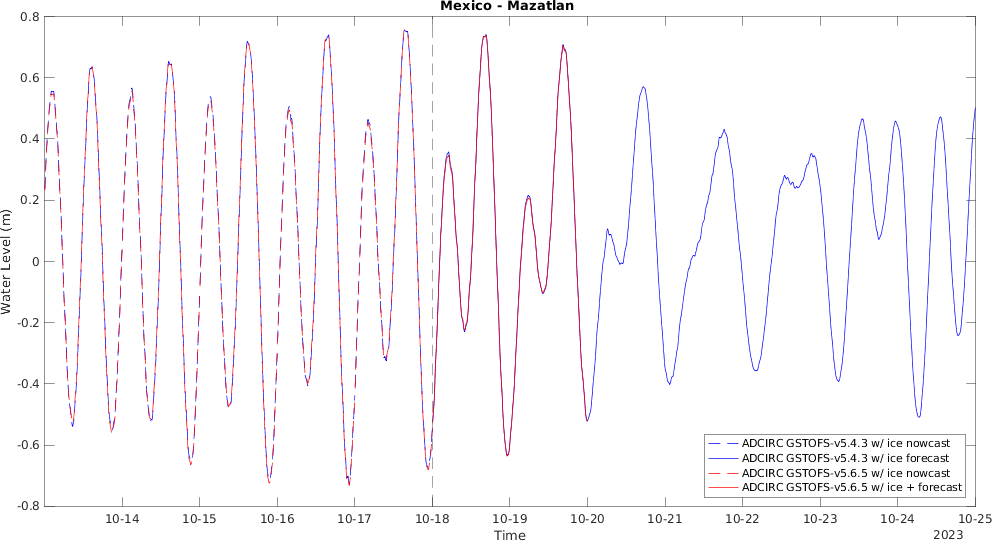 Mexico - Mazatlan
0.8
0.6
0.4
0.2
0
-0.2
-0.4
-0.6
-0.8
Water Level (m)
10-14 10-15 10-16 10-17 10-18 10-19 10-20 10-21 10-22 10-23 10-24 10-25
Time
2023
ADCIRC GSTOFS-v5.4.3 w/ ice nowcast
ADCIRC GSTOFS-v5.4.3 w/ ice forecast
ADCIRC GSTOFS-v5.6.5 w/ ice nowcast
ADCIRC GSTOFS-v5.6.5 w/ ice + forecast